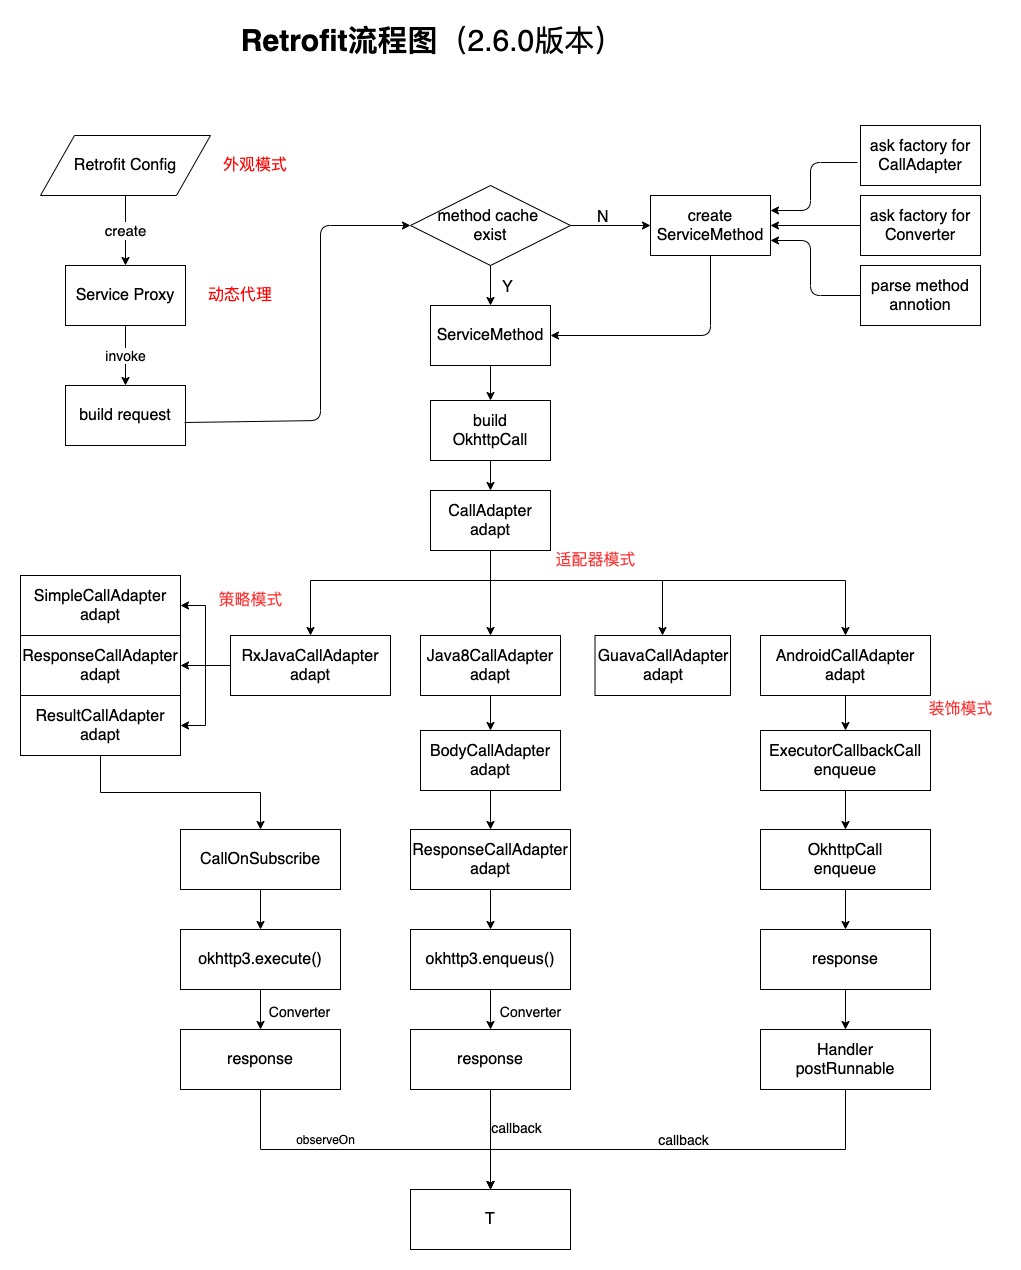 Retrofit流程图（2.6.0版本）
Retrofit Config
外观模式
create
Service Proxy
动态代理
invoke
build request
method cache
exist
N
Y
create
ServiceMethod
ask factory for
CallAdapter
ask factory for
Converter
parse method
annotion
ServiceMethod
build
OkhttpCall
CallAdapter
adapt
适配器模式
SimpleCallAdapter
adapt
策略模式
ResponseCallAdapter
adapt
ResultCallAdapter
adapt
RxJavaCallAdapter
adapt
Java8CallAdapter
adapt
GuavaCallAdapter
adapt
AndroidCallAdapter
adapt
装饰模式
BodyCallAdapter
adapt
ExecutorCallbackCall
enqueue
CallOnSubscribe
ResponseCallAdapter
adapt
OkhttpCall
enqueue
okhttp3.execute()
okhttp3.enqueus()
response
Converter
Converter
response
response
Handler
postRunnable
observeOn
callback
callback
T